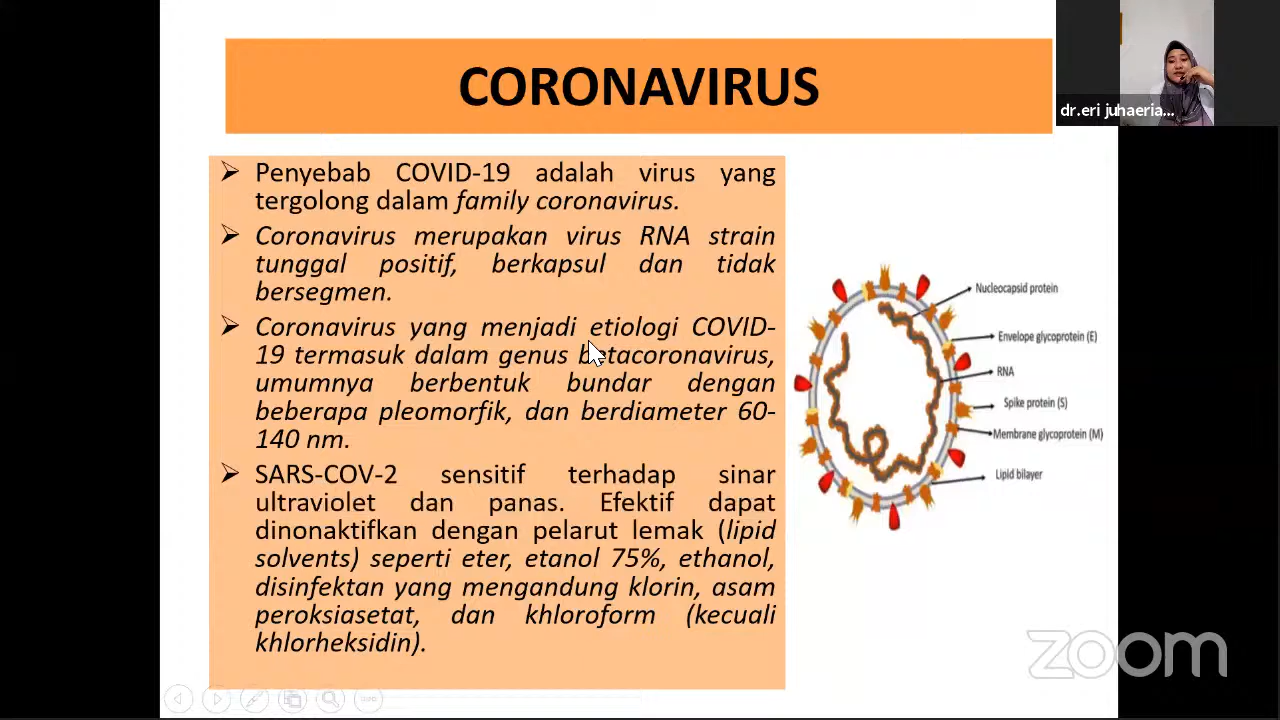 CORONAVIRUS
dr.eri juhaeria...
➢ Penyebab COVID-19 adalah virus yang
tergolong dalam family coronavirus.
➢ Coronavirus merupakan virus RNA strain
tunggal positif, berkapsul dan tidak
bersegmen.
➢ Coronavirus yang menjadi etiologi COVID-
19 termasuk dalam genus betacoronavirus,
umumnya berbentuk bundar dengan
beberapa pleomorfik, dan berdiameter 60-
140 nm.
➢ SARS-COV-2 sensitif terhadap sinar
ultraviolet dan panas. Efektif dapat
dinonaktifkan dengan pelarut lemak (lipid
solvents) seperti eter, etanol 75%, ethanol,
disinfektan yang mengandung klorin, asam
peroksiasetat, dan khloroform (kecuali
khlorheksidin).
Nucleocapsid protein
Envelope glycoprotein (E)
RNA
Spike protein (S)
Membrane glycoprotein (M)
Lipid bilayer
zoom